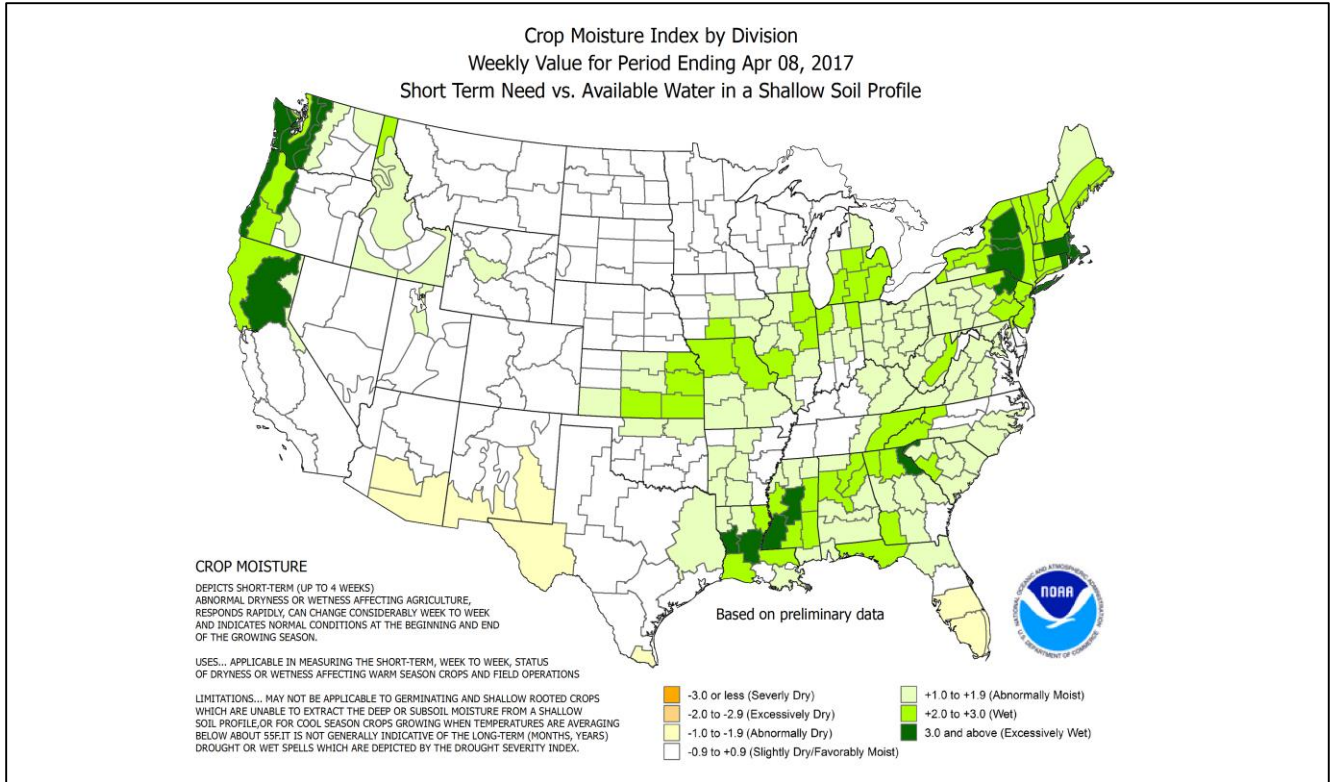 Crop Moisture Index by Division
Weekly Value for Period Ending Apr 08, 2017
Short Term Need vs. Available Water in a Shallow Soil Profile
CROP MOISTURE
DEPICTS SHORT-TERM (UP TO 4 WEEKS)
ABNORMAL DRYNESS OR WETNESS AFFECTING AGRICULTURE,
RESPONDS RAPIDLY, CAN CHANGE CONSIDERABLY WEEK TO WEEK
AND INDICATES NORMAL CONDITIONS AT THE BEGINNING AND END
OF THE GROWING SEASON.
USES... APPLICABLE IN MEASURING THE SHORT-TERM, WEEK TO WEEK, STATUS
OF DRYNESS OR WETNESS AFFECTING WARM SEASON CROPS AND FIELD OPERATIONS
LIMITATIONS... MAY NOT BE APPLICABLE TO GERMINATING AND SHALLOW ROOTED CROPS
WHICH ARE UNABLE TO EXTRACT THE DEEP OR SUBSOIL MOISTURE FROM A SHALLOW
SOIL PROFILE,OR FOR COOL SEASON CROPS GROWING WHEN TEMPERATURES ARE AVERAGING
BELOW ABOUT 55F.IT IS NOT GENERALLY INDICATIVE OF THE LONG-TERM (MONTHS, YEARS)
DROUGHT OR WET SPELLS WHICH ARE DEPICTED BY THE DROUGHT SEVERITY INDEX.
Based on preliminary data
NATIONAL OCEANIC AND ATMOSPHERIC ADMINISTRATION
NOAA
U.S. DEPARTMENT OF COMMERCE
-3.0 or less (Severly Dry)
-2.0 to -2.9 (Excessively Dry)
-1.0 to -1.9 (Abnormally Dry)
-0.9 to +0.9 (Slightly Dry/Favorably Moist)
+1.0 to +1.9 (Abnormally Moist)
+2.0 to +3.0 (Wet)
3.0 and above (Excessively Wet)